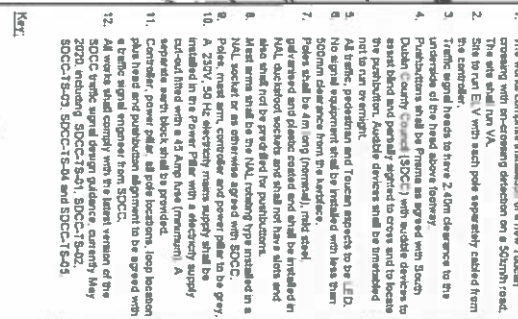 crossing with on-crossing detection on a 50km/h road.
The site shall run VA.
2. Site to run ELV with each pole separately cabled from
the controller.
3. Traffic signal heads to have 2.40m clearance to the
underside of the head above footway.
4. Pushbuttons shall be Prisma as agreed with South
Dublin County Council (SDCC) with audible devices to
assist blind and partially sighted to cross and to locate
the pushbutton. Audible devices shall be timetabled
not to run overnight.
5. All traffic, pedestrian and Toucan aspects to be LED.
6. No signal equipment shall be installed with less than
500mm clearance from the kerbface.
7. Poles shall be 4m long (nominal), mild steel,
galvanised and plastic coated and shall be installed in
NAL sockets and shall not have slots and
also shall not be predrilled for pushbuttons.
8. Mast arms shall be the NAL rotating type installed in a
NAL socket or as otherwise agreed with SDCC.
9. Poles, mast arm, controller and power pillar to be grey.
10. A 230V, 50 Hz electricity mains supply shall be
installed in the Power Pillar with a electricity supply
cut-out fitted with a 45 Amp fuse (minimum). A
separate earth block shall be provided.
11. Controller, power pillar, all pole locations, loop location
plus head and pushbutton alignment to be agreed with
a traffic signal engineer from SDCC.
12. All works shall comply with the latest version of the
SDCC traffic signal design guidance, currently May
2020, including SDCC-TS-01, SDCC-TS-02,
SDCC-TS-03, SDCC-TS-04 and SDCC-TS-05.
Key: